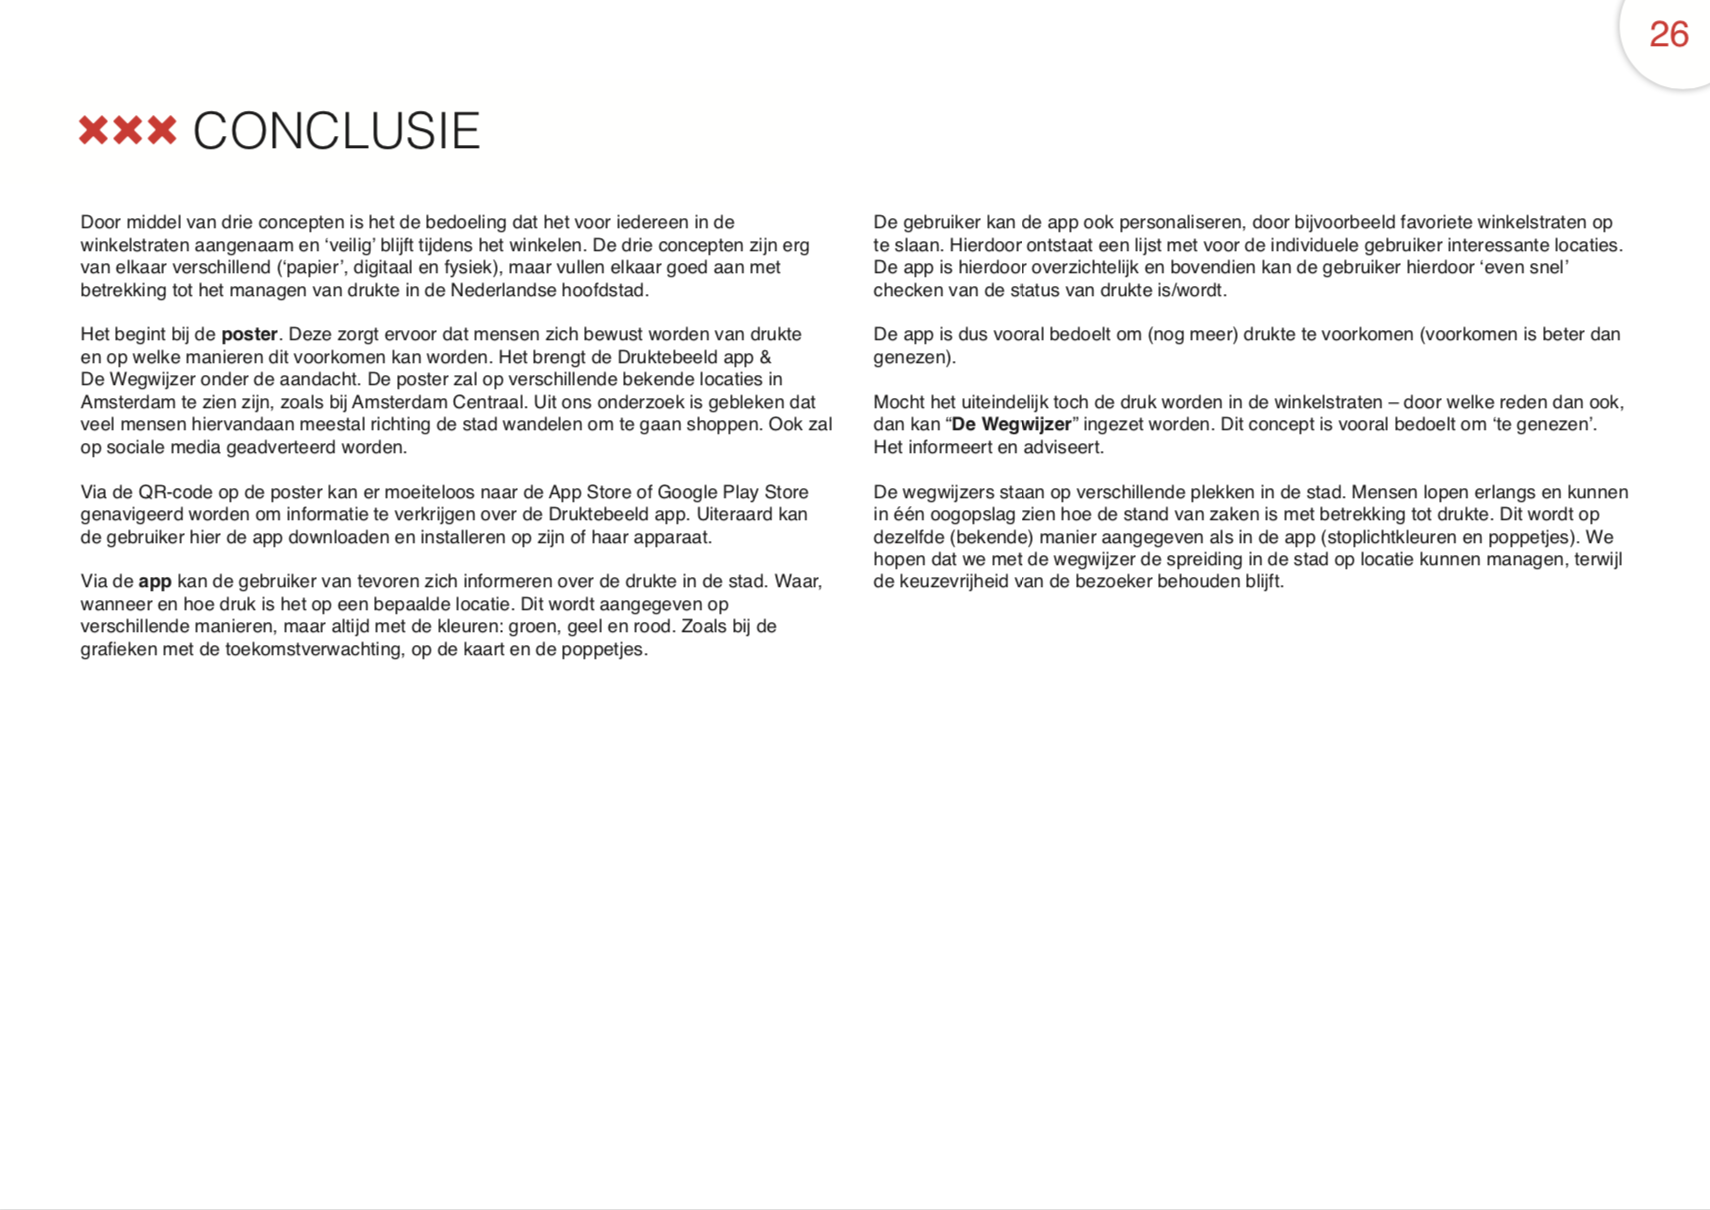 26
CONCLUSIE
Door middel van drie concepten is het de bedoeling dat het voor iedereen in de
winkelstraten aangenaam en ‘veilig’ blijft tijdens het winkelen. De drie concepten zijn erg
van elkaar verschillend (‘papier’, digitaal en fysiek), maar vullen elkaar goed aan met
betrekking tot het managen van drukte in de Nederlandse hoofdstad.
Het begint bij de poster. Deze zorgt ervoor dat mensen zich bewust worden van drukte
en op welke manieren dit voorkomen kan worden. Het brengt de Druktebeeld app &
De Wegwijzer onder de aandacht. De poster zal op verschillende bekende locaties in
Amsterdam te zien zijn, zoals bij Amsterdam Centraal. Uit ons onderzoek is gebleken dat
veel mensen hiervandaan meestal richting de stad wandelen om te gaan shoppen. Ook zal
op sociale media geadverteerd worden.
Via de QR-code op de poster kan er moeiteloos naar de App Store of Google Play Store
genavigeerd worden om informatie te verkrijgen over de Druktebeeld app. Uiteraard kan
de gebruiker hier de app downloaden en installeren op zijn of haar apparaat.
Via de app kan de gebruiker van tevoren zich informeren over de drukte in de stad. Waar,
wanneer en hoe druk is het op een bepaalde locatie. Dit wordt aangegeven op
verschillende manieren, maar altijd met de kleuren: groen, geel en rood. Zoals bij de
grafieken met de toekomstverwachting, op de kaart en de poppetjes.
De gebruiker kan de app ook personaliseren, door bijvoorbeeld favoriete winkelstraten op
te slaan. Hierdoor ontstaat een lijst met voor de individuele gebruiker interessante locaties.
De app is hierdoor overzichtelijk en bovendien kan de gebruiker hierdoor ‘even snel’
checken van de status van drukte is/wordt.
De app is dus vooral bedoelt om (nog meer) drukte te voorkomen (voorkomen is beter dan
genezen).
Mocht het uiteindelijk toch de druk worden in de winkelstraten – door welke reden dan ook,
dan kan “De Wegwijzer” ingezet worden. Dit concept is vooral bedoelt om ‘te genezen’.
Het informeert en adviseert.
De wegwijzers staan op verschillende plekken in de stad. Mensen lopen erlangs en kunnen
in één oogopslag zien hoe de stand van zaken is met betrekking tot drukte. Dit wordt op
dezelfde (bekende) manier aangegeven als in de app (stoplichtkleuren en poppetjes). We
hopen dat we met de wegwijzer de spreiding in de stad op locatie kunnen managen, terwijl
de keuzevrijheid van de bezoeker behouden blijft.